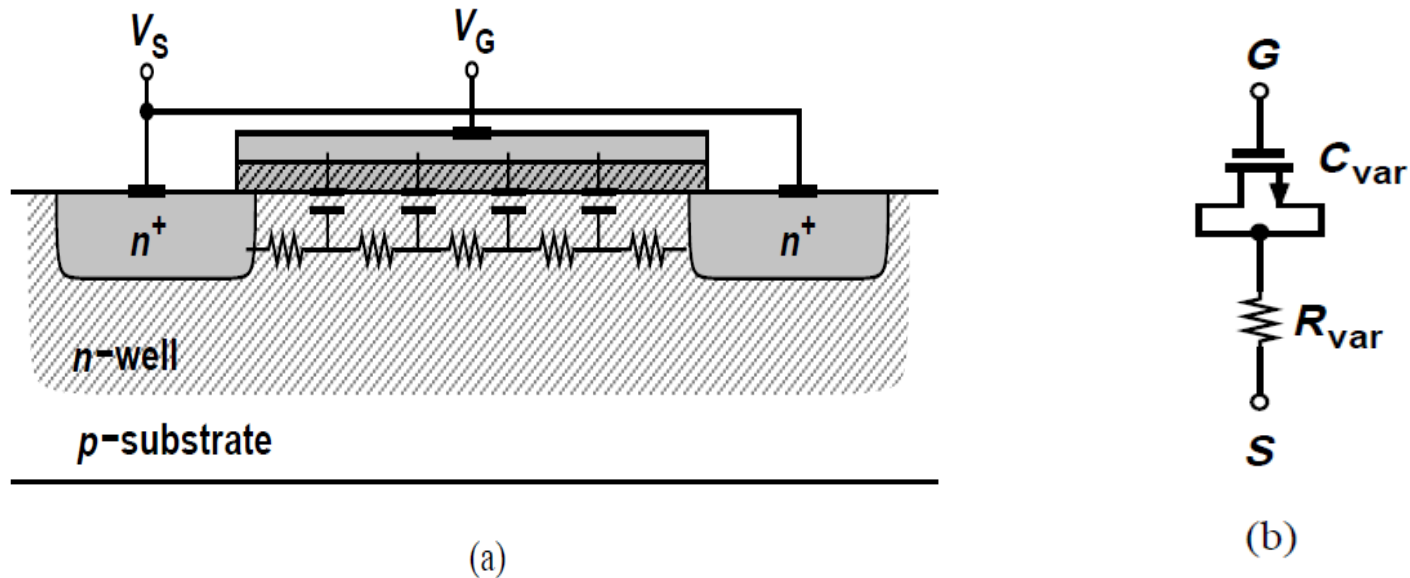 V_S
V_G
n⁺
n⁺
n-well
p-substrate
(a)
G
C_var
R_var
S
(b)